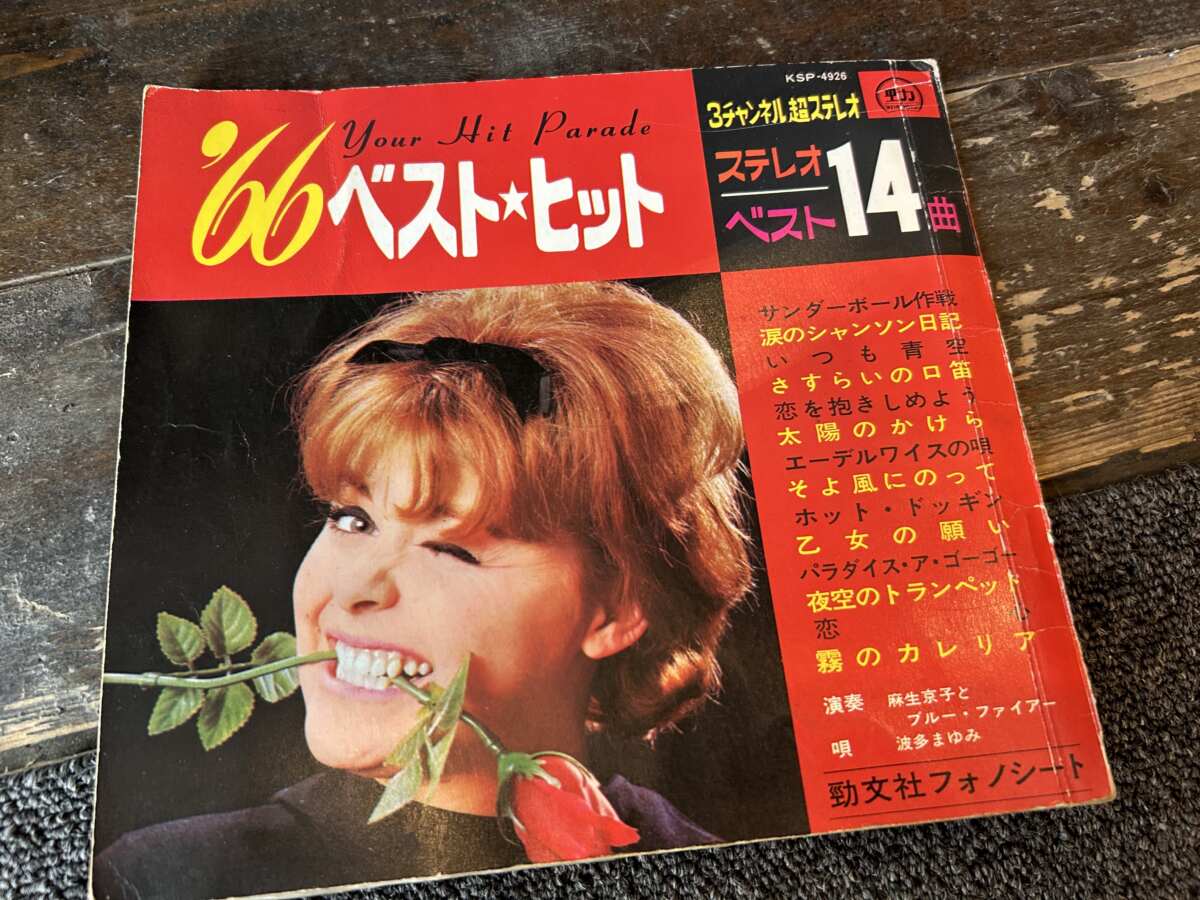 KSP-4926
'66
Your Hit Parade
ベスト★ヒット
3チャンネル超ステレオ
ステレオ
ベスト
14曲
サンダーボール作戦
涙のシャンソン日記
いつも青空
さすらいの口笛
恋を抱きしめよう
太陽のかけら
エーデルワイスの唄
そよ風にのって
ホット・ドッギン
乙女の願い
パラダイス・ア・ゴーゴー
夜空のトランペット
恋心
霧のカレリア
演奏 麻生京子と
ブルー・ファイアー
唄 波多まゆみ
勁文社フォノシート